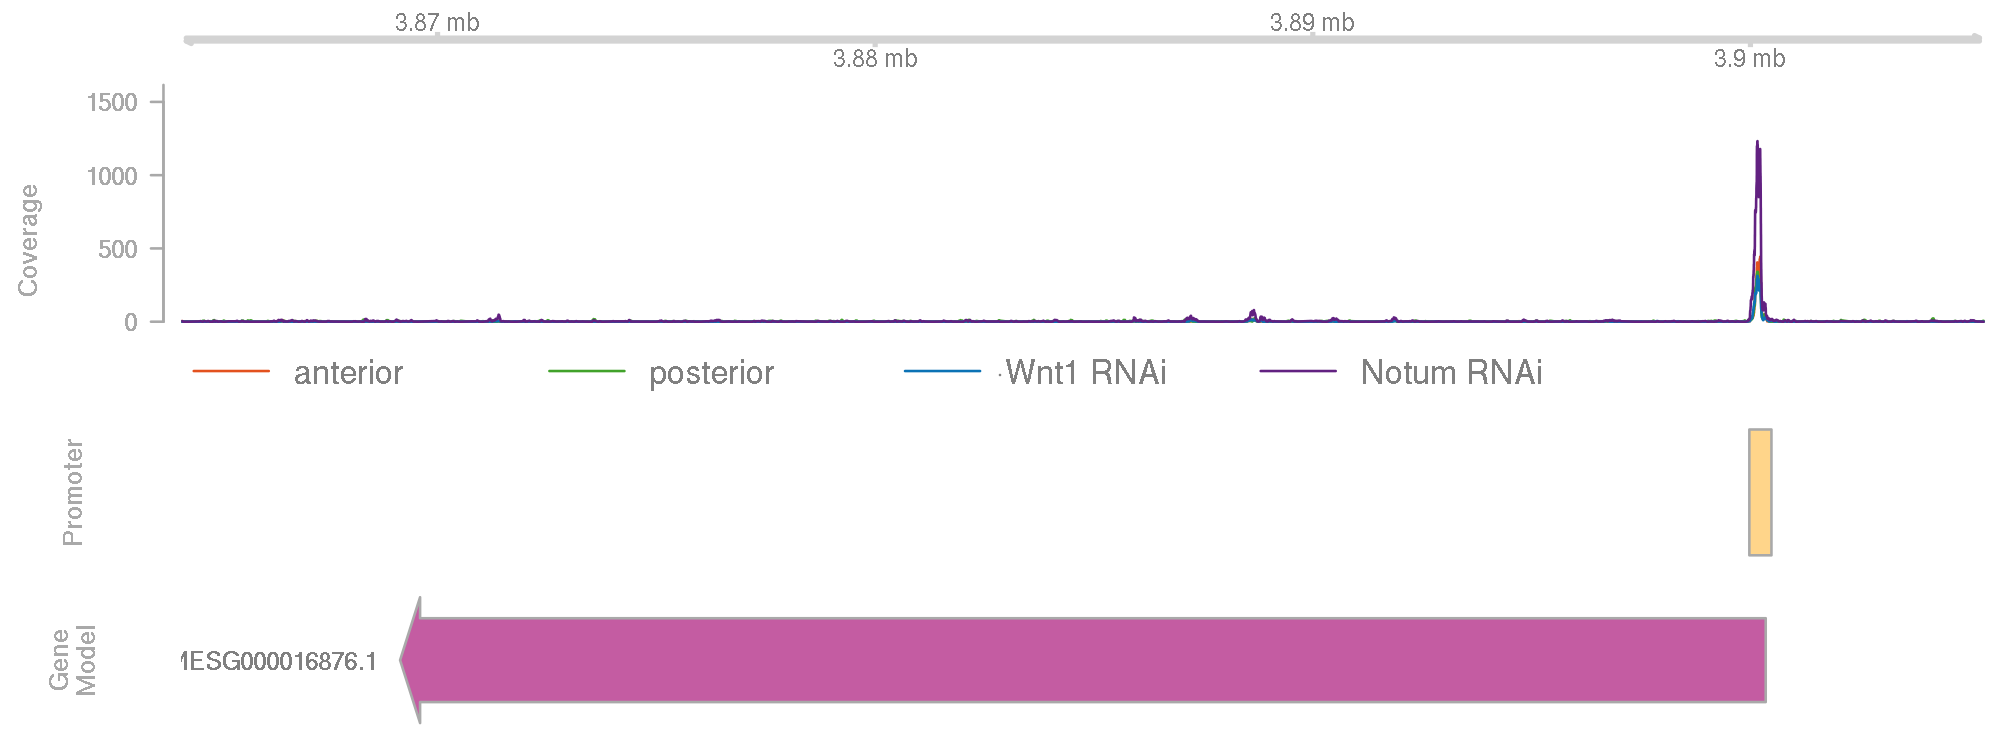 3.87 mb
3.89 mb
3.88 mb
3.9 mb
1500
1000
500
0
Coverage
anterior
posterior
Wnt1 RNAi
Notum RNAi
Promoter
Gene
Model
MESG000016876.1